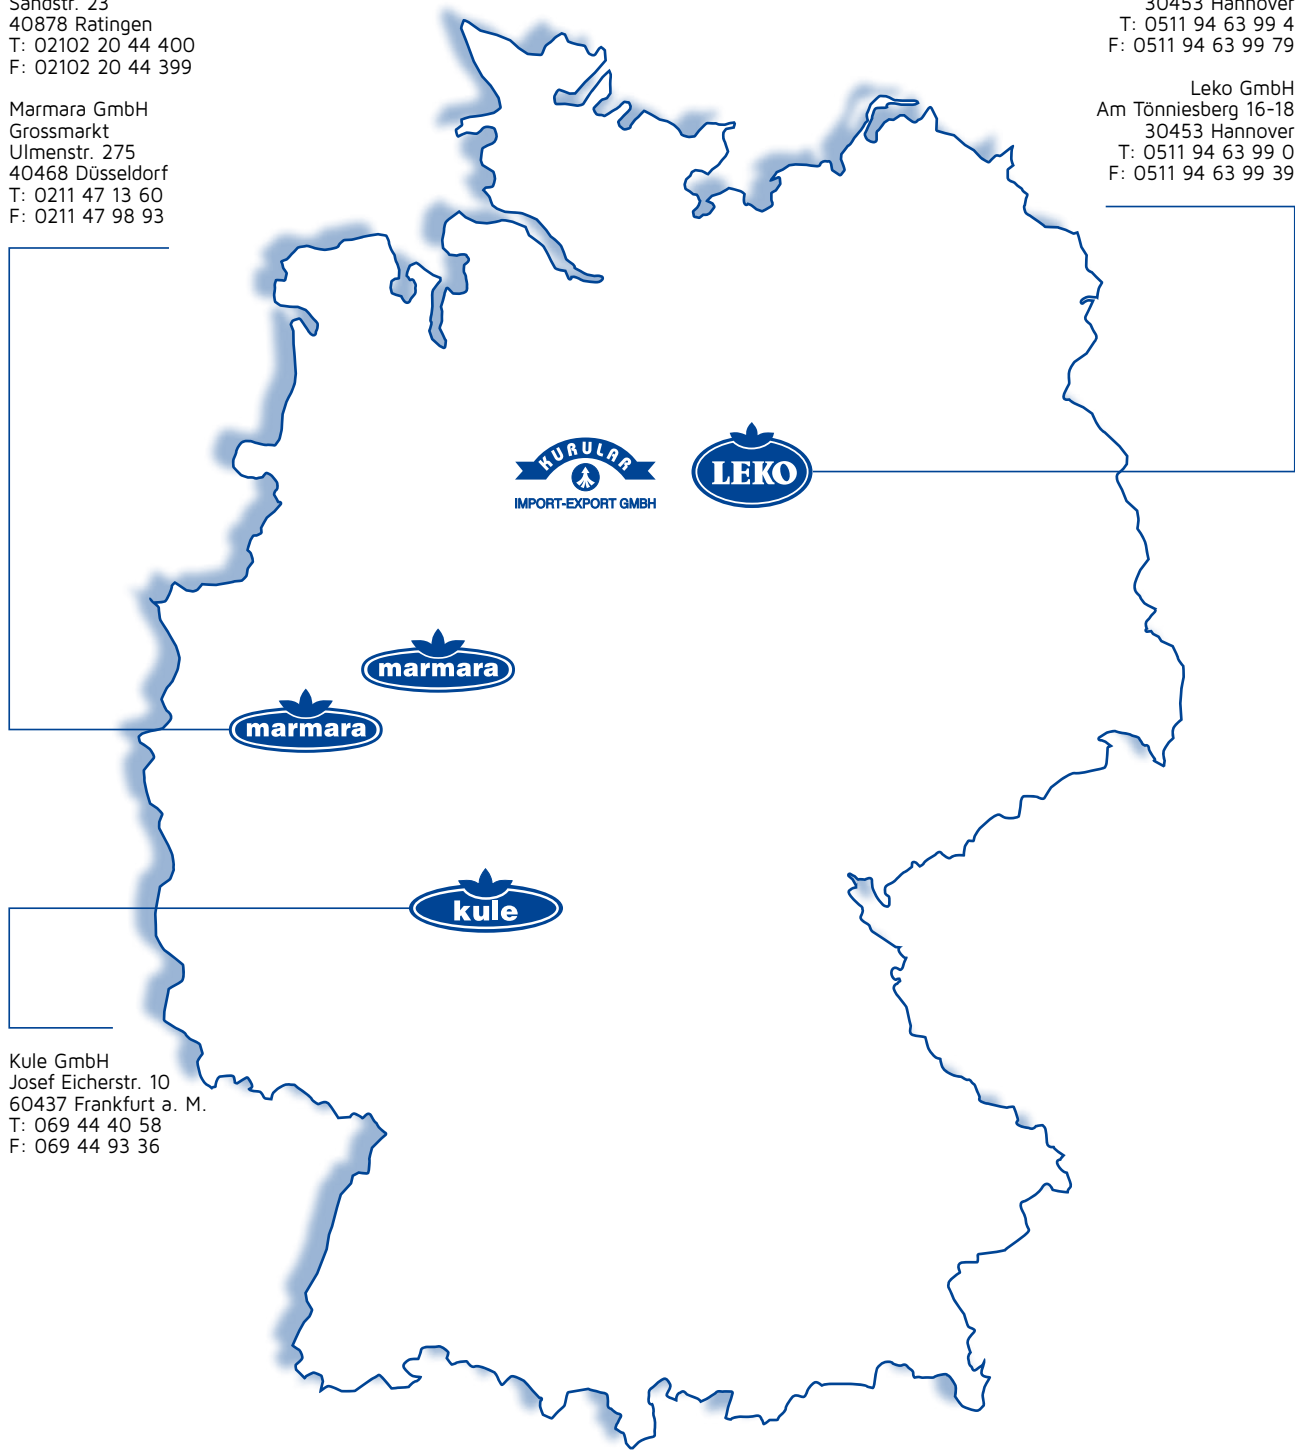 Sandstr. 23
40878 Ratingen
T: 02102 20 44 400
F: 02102 20 44 399
Marmara GmbH
Grossmarkt
Ulmenstr. 275
40468 Düsseldorf
T: 0211 47 13 60
F: 0211 47 98 93
30453 Hannover
T: 0511 94 63 99 4
F: 0511 94 63 99 79
Leko GmbH
Am Tönniesberg 16-18
30453 Hannover
T: 0511 94 63 99 0
F: 0511 94 63 99 39
KURULAR
IMPORT-EXPORT GMBH
LEKO
marmara
marmara
kule
Kule GmbH
Josef Eicherstr. 10
60437 Frankfurt a. M.
T: 069 44 40 58
F: 069 44 93 36